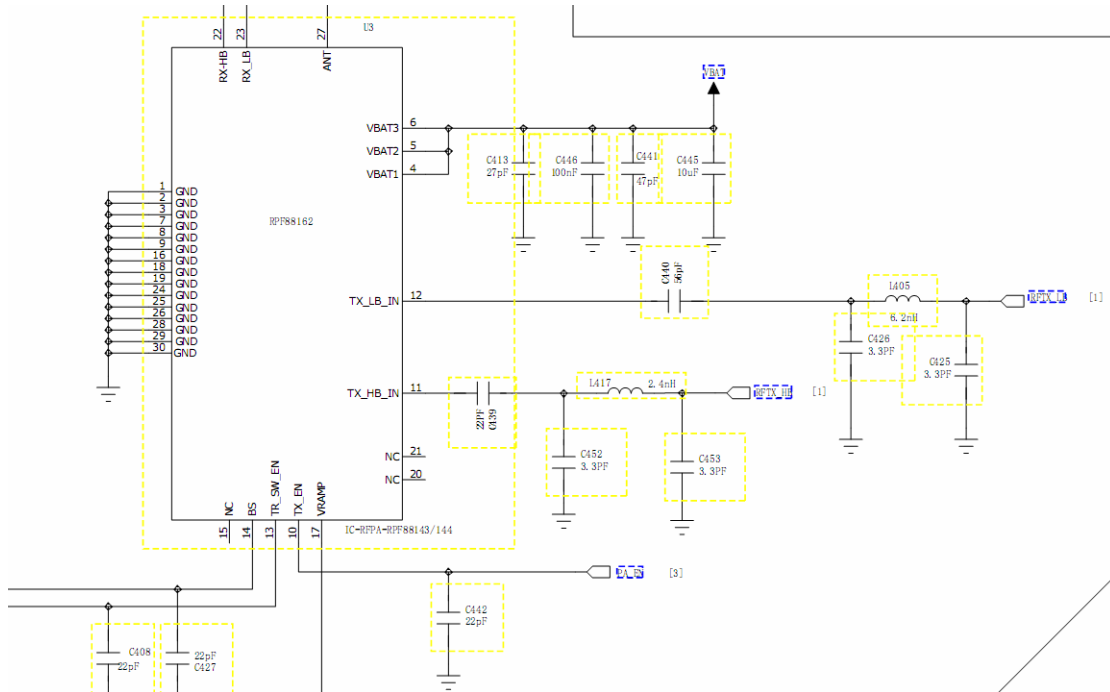 U3
22
23
27
RX-HB
RX_LB
ANT
VBAT
VBAT3
6
VBAT2
5
VBAT1
4
C413
27pF
C446
100nF
C441
47pF
C445
10uF
1
GND
2
GND
3
GND
7
GND
8
GND
9
GND
16
GND
18
GND
19
GND
24
GND
25
GND
26
GND
28
GND
29
GND
30
GND
RPF88162
C440
56pF
TX_LB_IN
12
L405
6.2nH
[1]
C426
3.3PF
C425
3.3PF
TX_HB_IN
11
22PF
C139
L417
2.4nH
RFTX_HB
[1]
C452
3.3PF
C453
3.3PF
NC
21
NC
20
NC
BS
TR_SW_EN
TX_EN
VRAMP
15
14
13
10
17
IC-RFPA-RPF88143/144
PA_EN
[3]
C442
22pF
C408
22pF
22pF
C427